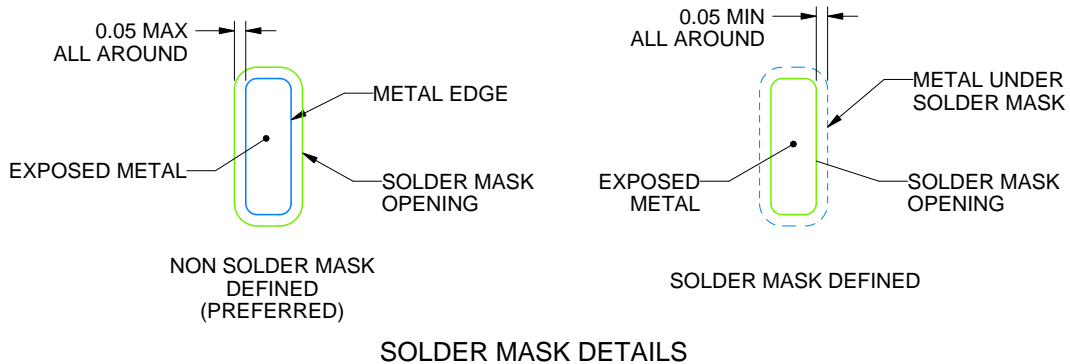 0.05 MAX
ALL AROUND
METAL EDGE
EXPOSED METAL
SOLDER MASK
OPENING
NON SOLDER MASK
DEFINED
(PREFERRED)
0.05 MIN
ALL AROUND
METAL UNDER
SOLDER MASK
EXPOSED
METAL
SOLDER MASK
OPENING
SOLDER MASK DEFINED
SOLDER MASK DETAILS